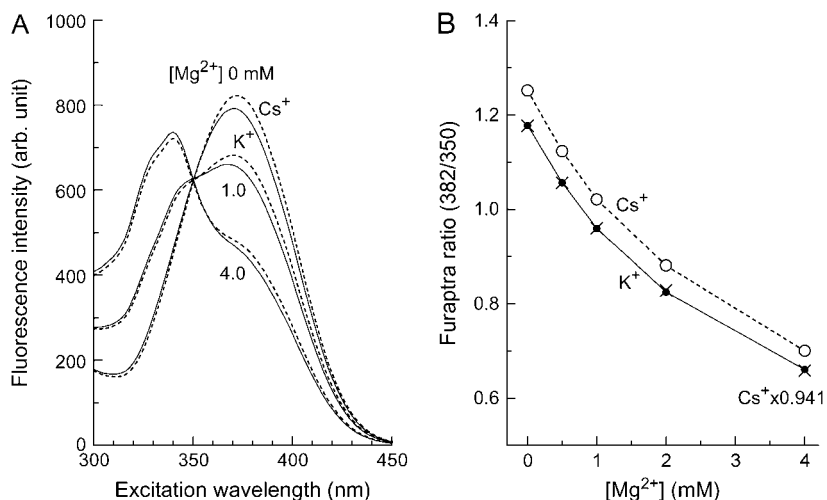 A
Fluorescence intensity (arb. unit)
1000
800
600
400
200
0
300
350
400
450
Excitation wavelength (nm)
[Mg2+] 0 mM
Cs+
K+
1.0
4.0
B
Furaptra ratio (382/350)
1.4
1.2
1.0
0.8
0.6
0
1
2
3
4
[Mg2+] (mM)
Cs+
K+
Cs+x0.941